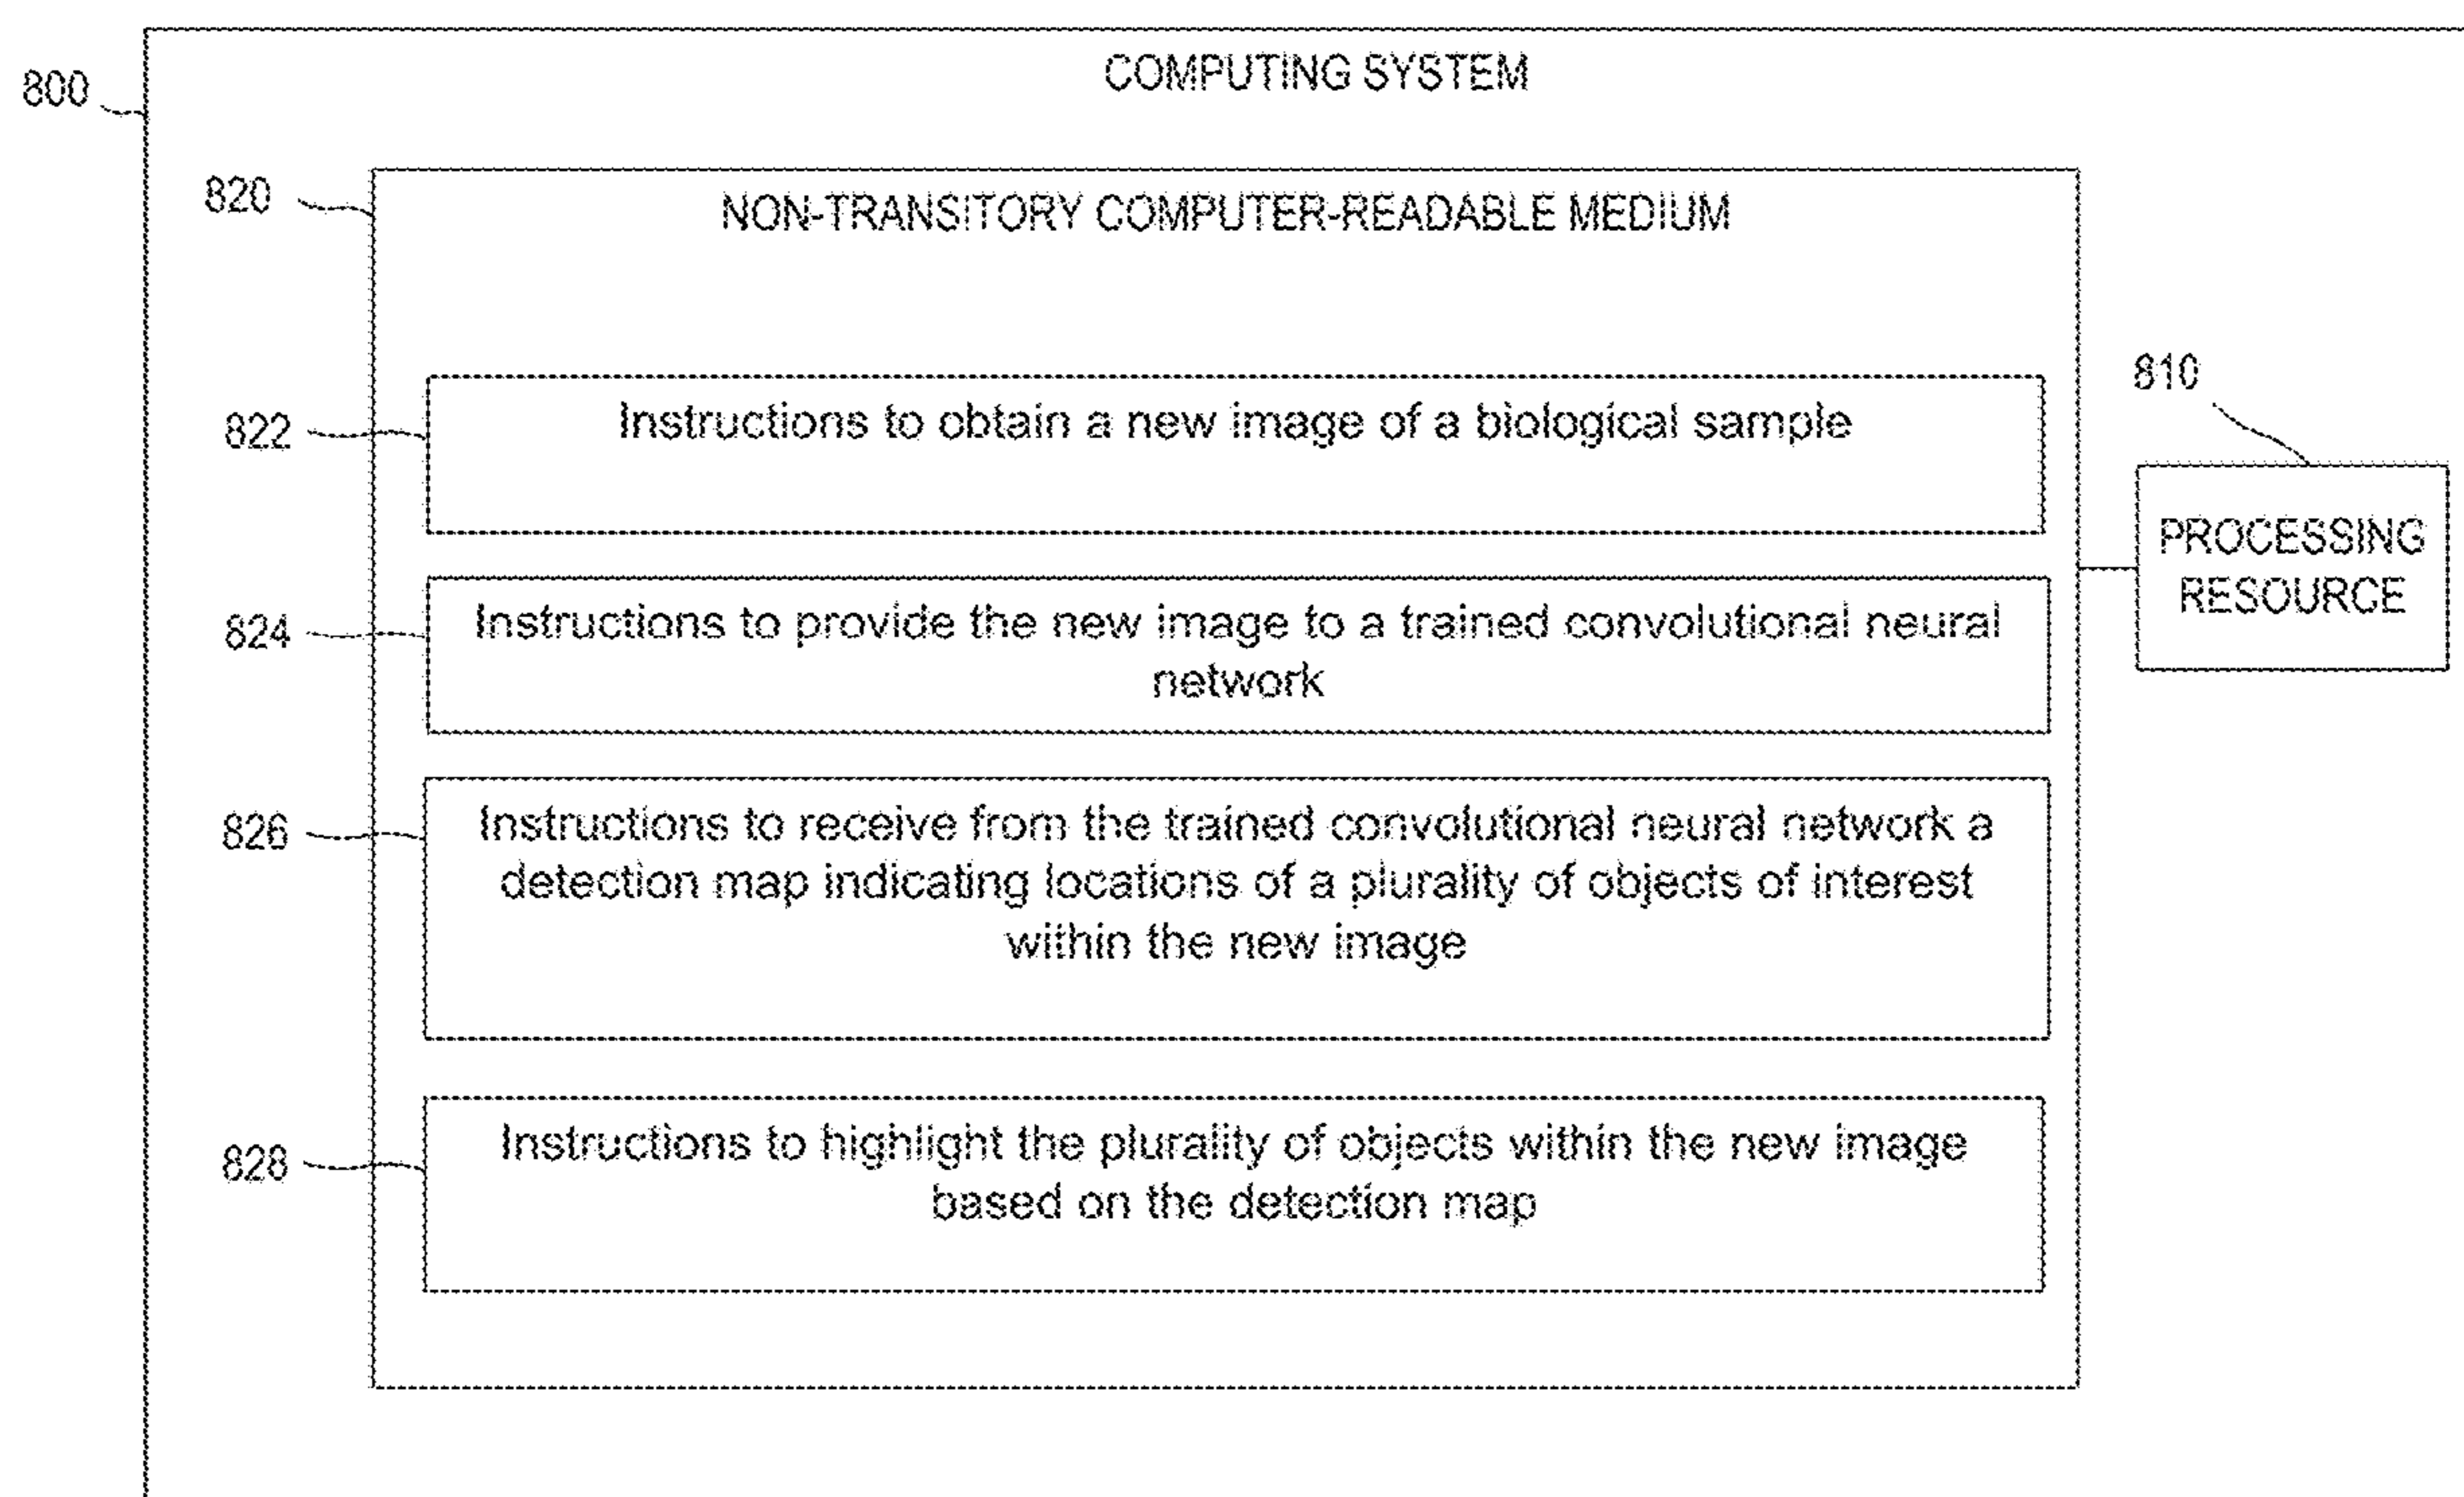 COMPUTING SYSTEM
800
820
NON-TRANSITORY COMPUTER-READABLE MEDIUM
822
Instructions to obtain a new image of a biological sample
810
PROCESSING
RESOURCE
824
Instructions to provide the new image to a trained convolutional neural
network
826
Instructions to receive from the trained convolutional neural network a
detection map indicating locations of a plurality of objects of interest
within the new image
828
Instructions to highlight the plurality of objects within the new image
based on the detection map